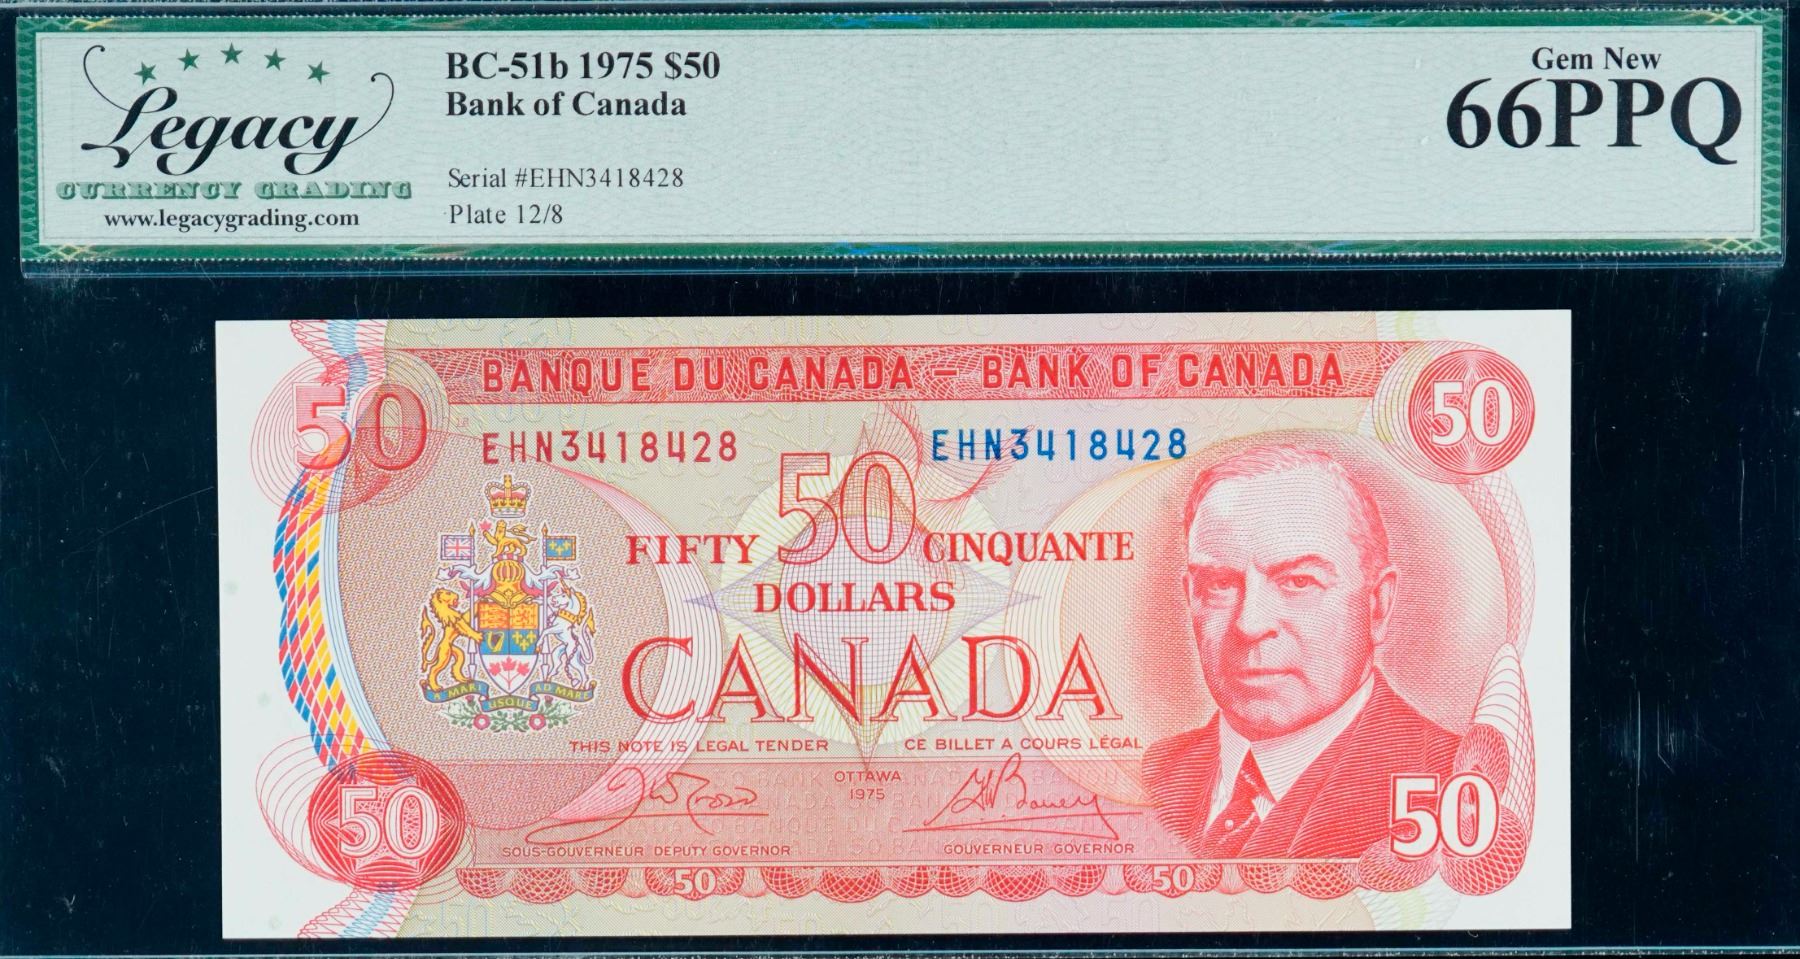 Legacy
CURRENCY GRADING
www.legacygrading.com
BC-51b 1975 $50
Bank of Canada
Serial #EHN3418428
Plate 12/8
Gem New
66PPQ
BANQUE DU CANADA – BANK OF CANADA
50
50
EHN3418428
EHN3418428
50
FIFTY CINQUANTE
DOLLARS
CANADA
A MARI USQUE AD MARE
THIS NOTE IS LEGAL TENDER CE BILLET A COURS LÉGAL
OTTAWA
1975
SOUS-GOUVERNEUR DEPUTY GOVERNOR
GOUVERNEUR GOVERNOR
50
50
50
50